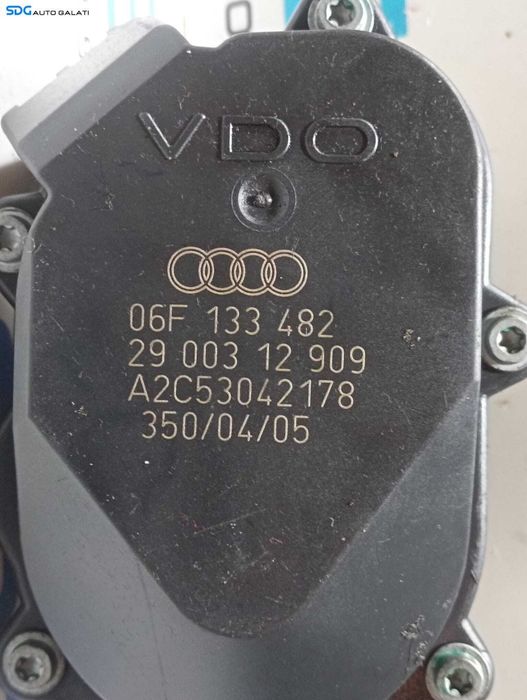 SDG AUTO GALATI
VDO
06F 133 482
29 003 12 909
A2C53042178
350/04/05